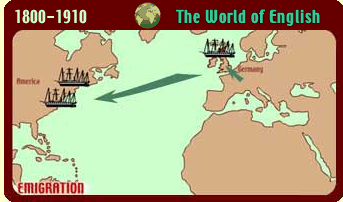 1800-1910 The World of English
America
Germany
EMIGRATION